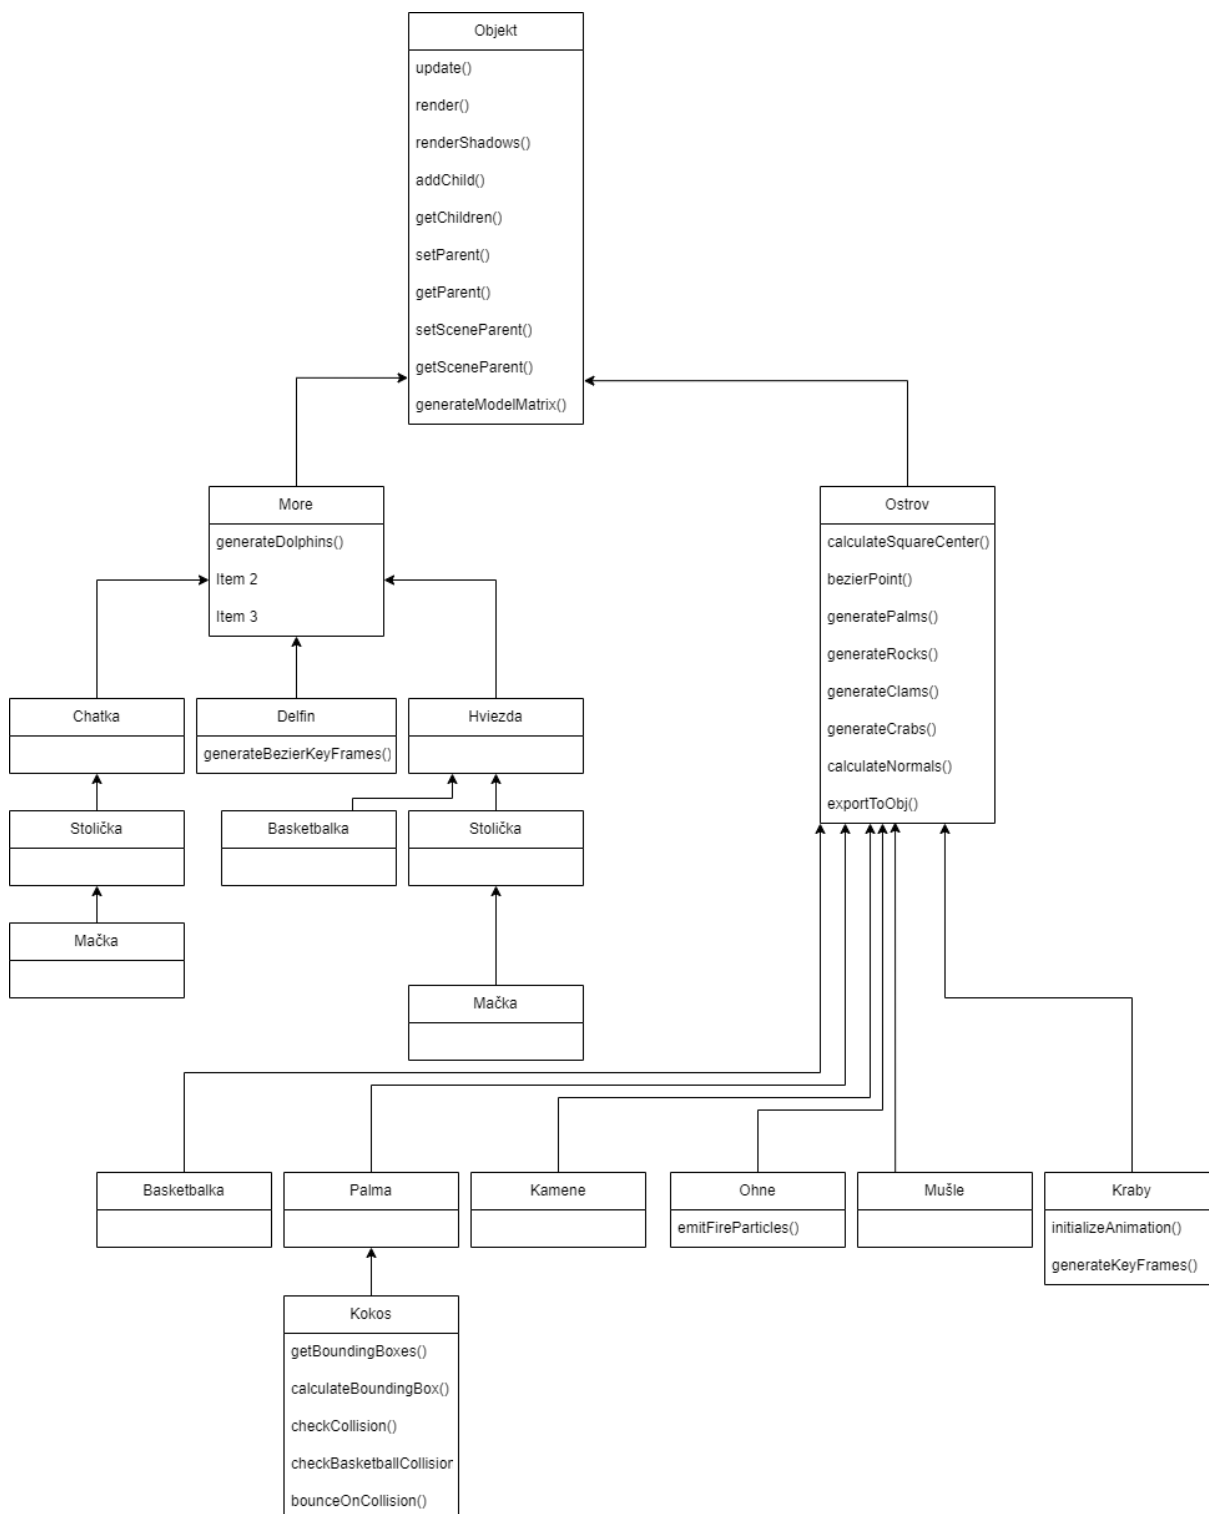 Objekt
update()
render()
renderShadows()
addChild()
getChildren()
setParent()
getParent()
setSceneParent()
getSceneParent()
generateModelMatrix()
More
generateDolphins()
Item 2
Item 3
Ostrov
calculateSquareCenter()
bezierPoint()
generatePalms()
generateRocks()
generateClams()
generateCrabs()
calculateNormals()
exportToObj()
Chatka
Delfin
generateBezierKeyFrames()
Hviezda
Stolička
Basketbalka
Stolička
Mačka
Mačka
Basketbalka
Palma
Kamene
Ohne
emitFireParticles()
Mušle
Kraby
initializeAnimation()
generateKeyFrames()
Kokos
getBoundingBoxes()
calculateBoundingBox()
checkCollision()
checkBasketballCollision
bounceOnCollision()